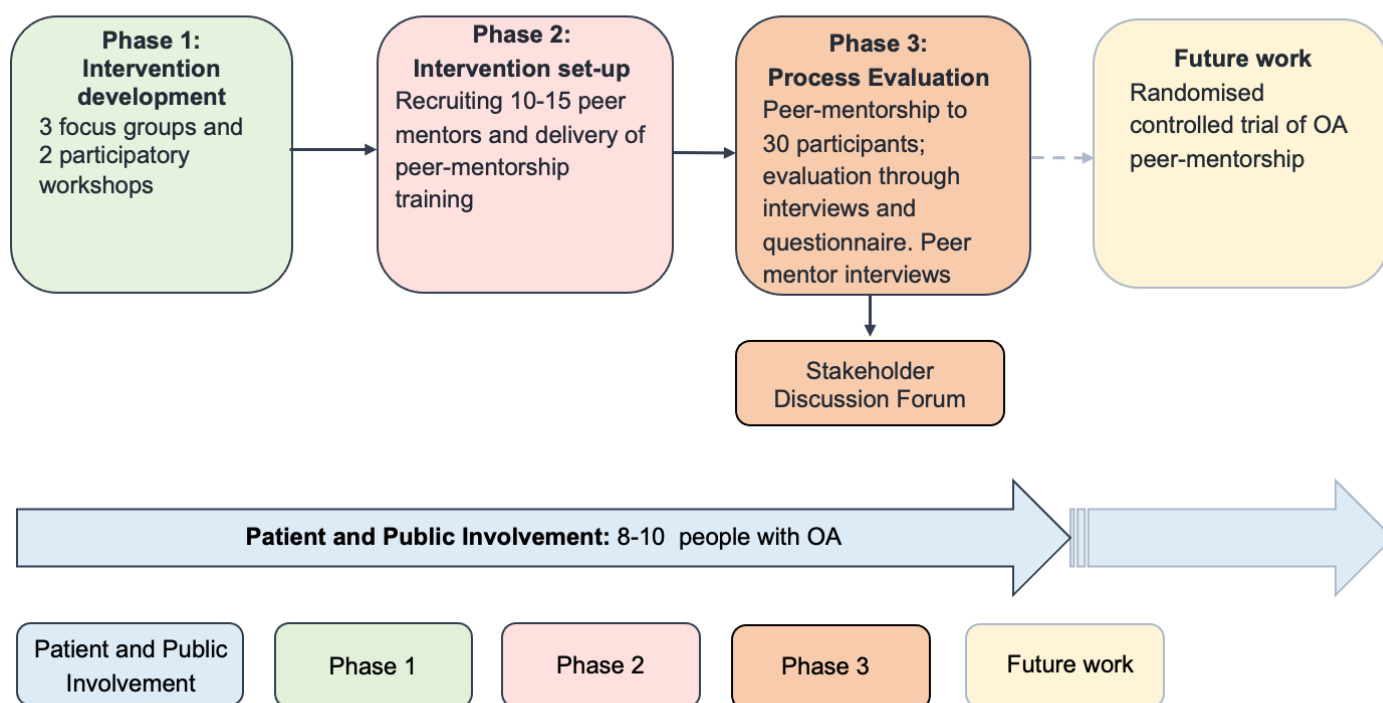 Phase 1:
Intervention
development
3 focus groups and
2 participatory
workshops
Phase 2:
Intervention set-up
Recruiting 10-15 peer
mentors and delivery of
peer-mentorship
training
Phase 3:
Process Evaluation
Peer-mentorship to
30 participants;
evaluation through
interviews and
questionnaire. Peer
mentor interviews
Future work
Randomised
controlled trial of OA
peer-mentorship
Stakeholder
Discussion Forum
Patient and Public Involvement: 8-10 people with OA
Patient and Public
Involvement
Phase 1
Phase 2
Phase 3
Future work